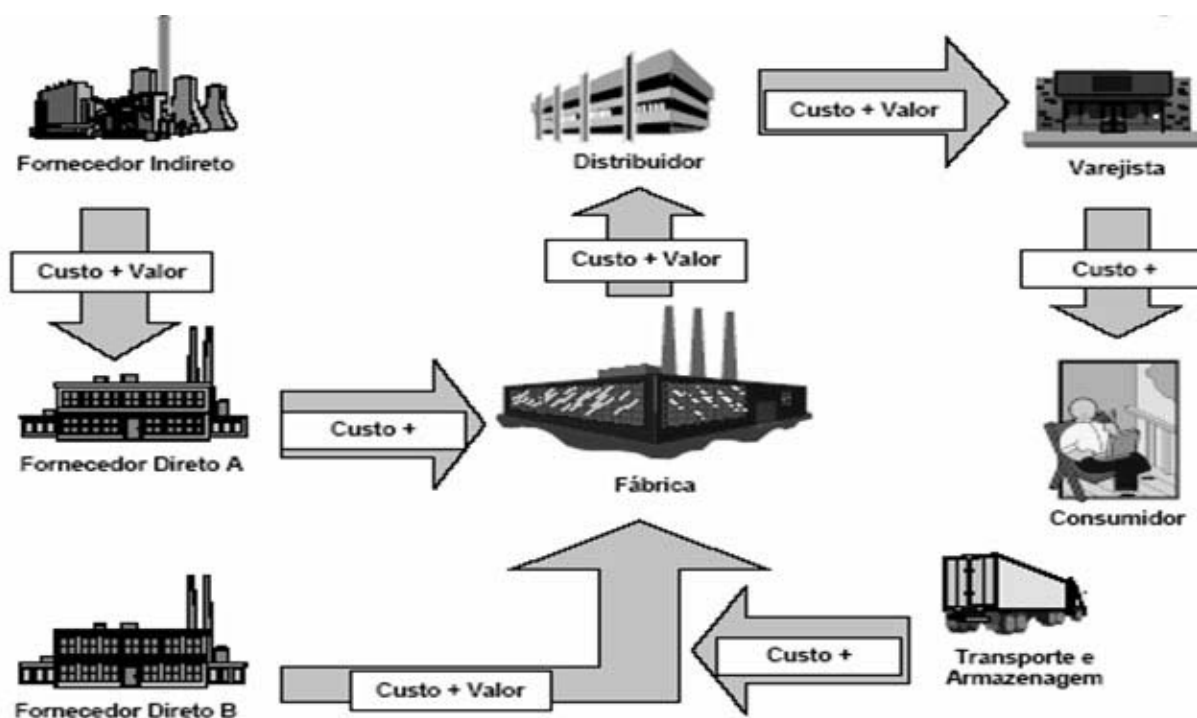 Fornecedor Indireto
Distribuidor
Custo + Valor
Varejista
Custo + Valor
Custo + Valor
Custo +
Fornecedor Direto A
Custo +
Fábrica
Consumidor
Fornecedor Direto B
Custo + Valor
Custo +
Transporte e
Armazenagem